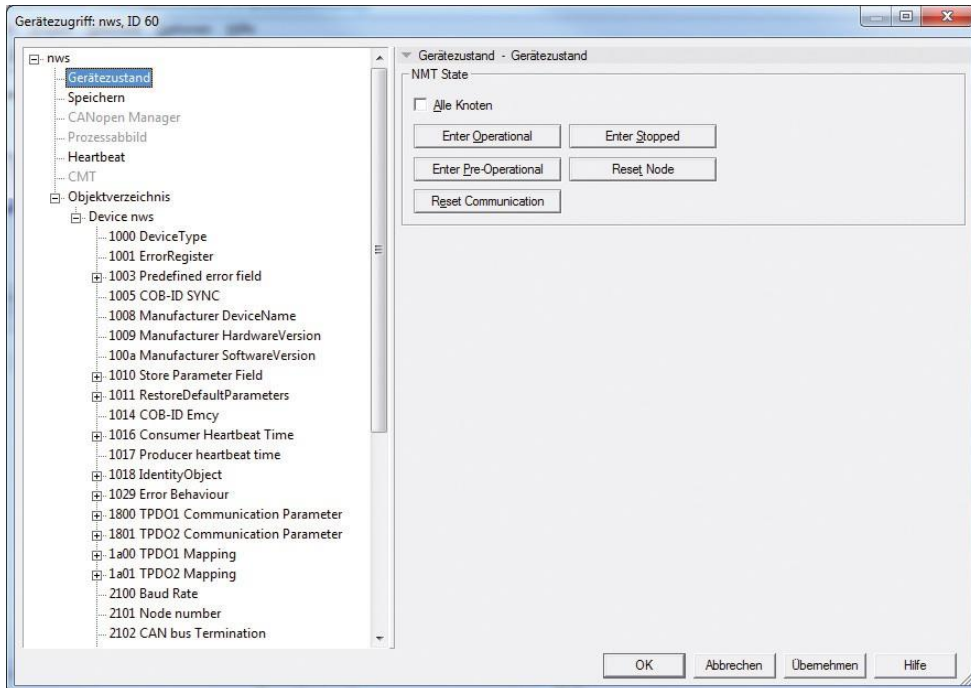 Gerätezugriff: nws, ID 60
nws
Gerätezustand
Speichern
CANopen Manager
Prozessabbild
Heartbeat
CMT
Objektverzeichnis
Device nws
1000 DeviceType
1001 ErrorRegister
1003 Predefined error field
1005 COB-ID SYNC
1008 Manufacturer DeviceName
1009 Manufacturer HardwareVersion
100a Manufacturer SoftwareVersion
1010 Store Parameter Field
1011 RestoreDefaultParameters
1014 COB-ID Emcy
1016 Consumer Heartbeat Time
1017 Producer heartbeat time
1018 IdentityObject
1029 Error Behaviour
1800 TPDO1 Communication Parameter
1801 TPDO2 Communication Parameter
1a00 TPDO1 Mapping
1a01 TPDO2 Mapping
2100 Baud Rate
2101 Node number
2102 CAN bus Termination
Gerätezustand - Gerätezustand
NMT State
Alle Knoten
Enter Operational
Enter Stopped
Enter Pre-Operational
Reset Node
Reset Communication
OK
Abbrechen
Übernehmen
Hilfe